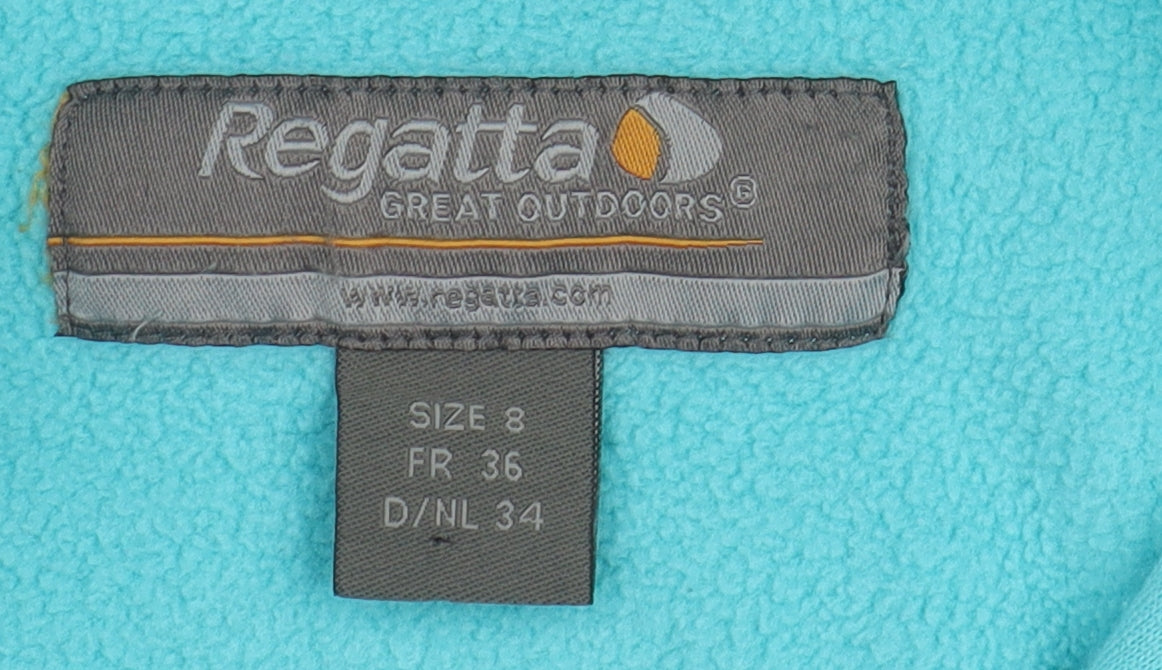 Regatta
GREAT OUTDOORS®
www.regatta.com
SIZE 8
FR 36
D/NL 34